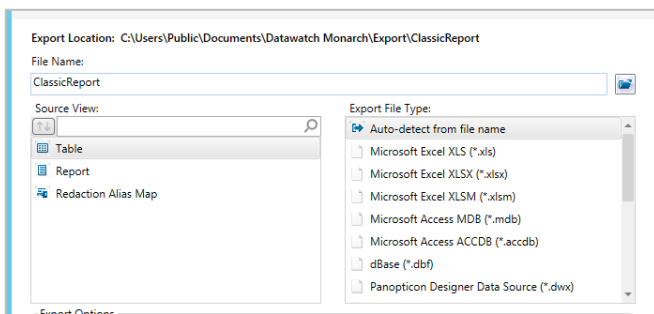 Export Location: C:\Users\Public\Documents\Datawatch Monarch\Export\ClassicReport
File Name:
ClassicReport
Source View:
Table
Report
Redaction Alias Map
Export File Type:
Auto-detect from file name
Microsoft Excel XLS (*.xls)
Microsoft Excel XLSX (*.xlsx)
Microsoft Excel XLSM (*.xlsm)
Microsoft Access MDB (*.mdb)
Microsoft Access ACCDB (*.accdb)
dBase (*.dbf)
Panopticon Designer Data Source (*.dwx)
Export Options